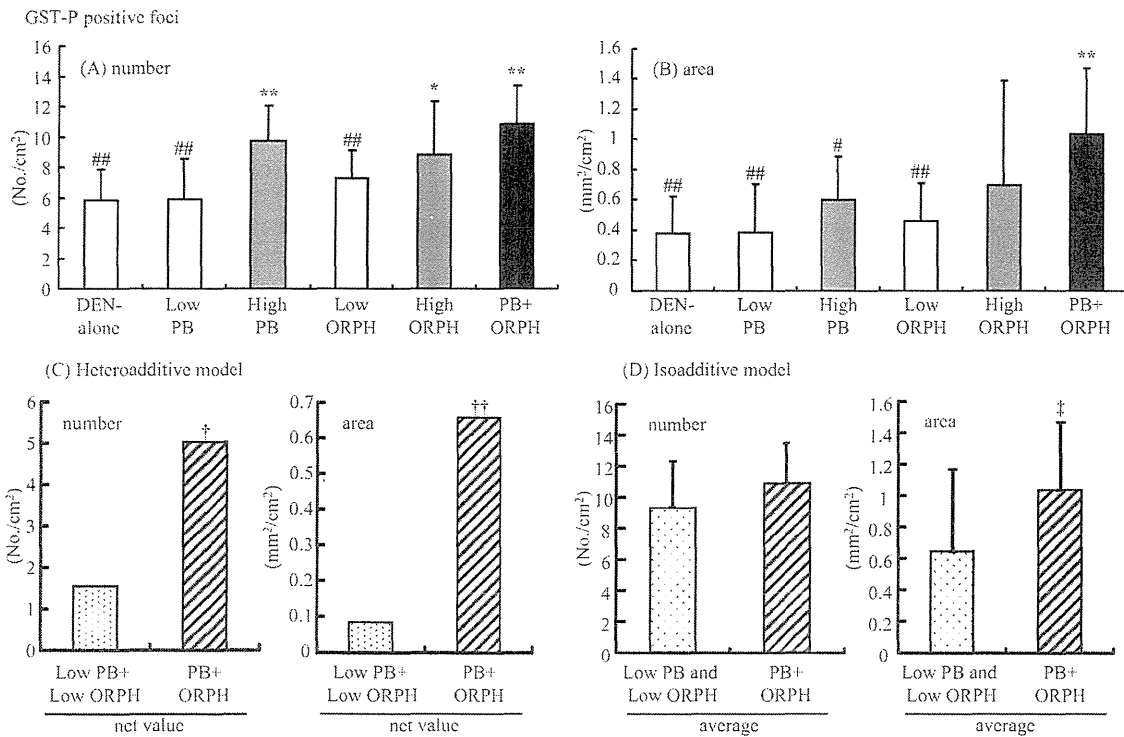 GST-P positive foci
(A) number
(No./cm²)
16
14
12
10
8
6
4
2
0
##
##
**
##
*
**
DEN-
alone
Low
PB
High
PB
Low
ORPH
High
ORPH
PB+
ORPH
(B) area
(mm²/cm²)
1.6
1.4
1.2
1
0.8
0.6
0.4
0.2
0
##
##
#
##
**
DEN-
alone
Low
PB
High
PB
Low
ORPH
High
ORPH
PB+
ORPH
(C) Heteroadditive model
number
(No./cm²)
6
5
4
3
2
1
0
†
Low PB+
Low ORPH
PB+
ORPH
net value
area
(mm²/cm²)
0.7
0.6
0.5
0.4
0.3
0.2
0.1
0
††
Low PB+
Low ORPH
PB+
ORPH
net value
(D) Isoadditive model
number
(No./cm²)
16
14
12
10
8
6
4
2
0
Low PB and
Low ORPH
PB+
ORPH
average
area
(mm²/cm²)
1.6
1.4
1.2
1
0.8
0.6
0.4
0.2
0
‡
Low PB and
Low ORPH
PB+
ORPH
average